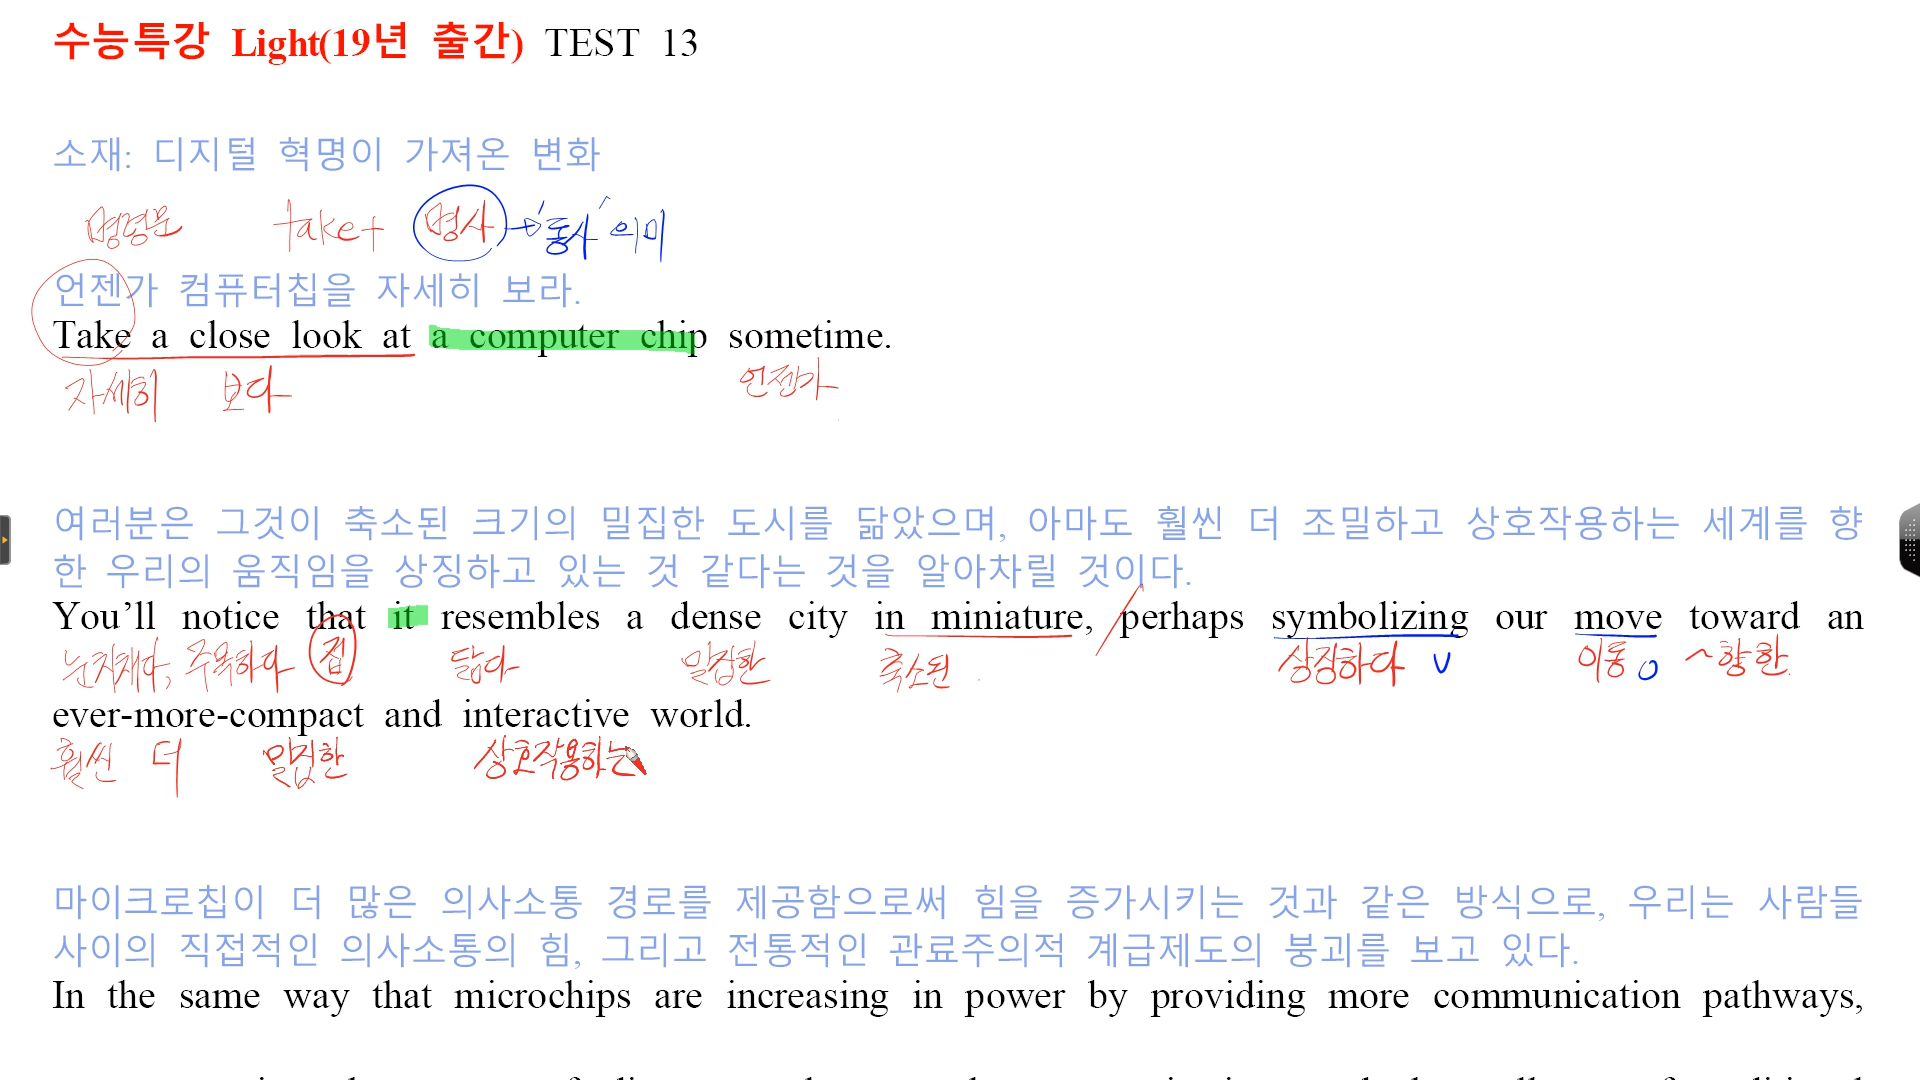 수능특강 Light(19년 출간) TEST 13
소재: 디지털 혁명이 가져온 변화
명령문 take+ 명사 → '동사' 의미
언젠가 컴퓨터칩을 자세히 보라.
Take a close look at a computer chip sometime.
자세히 보다 언젠가
여러분은 그것이 축소된 크기의 밀집한 도시를 닮았으며, 아마도 훨씬 더 조밀하고 상호작용하는 세계를 향
한 우리의 움직임을 상징하고 있는 것 같다는 것을 알아차릴 것이다.
You’ll notice that it resembles a dense city in miniature, perhaps symbolizing our move toward an
눈치채다, 주목하다 접 닮다 밀집한 축소된 상징하다 V 이동 O ~향한
ever-more-compact and interactive world.
훨씬 더 밀집한 상호작용하는
마이크로칩이 더 많은 의사소통 경로를 제공함으로써 힘을 증가시키는 것과 같은 방식으로, 우리는 사람들
사이의 직접적인 의사소통의 힘, 그리고 전통적인 관료주의적 계급제도의 붕괴를 보고 있다.
In the same way that microchips are increasing in power by providing more communication pathways,